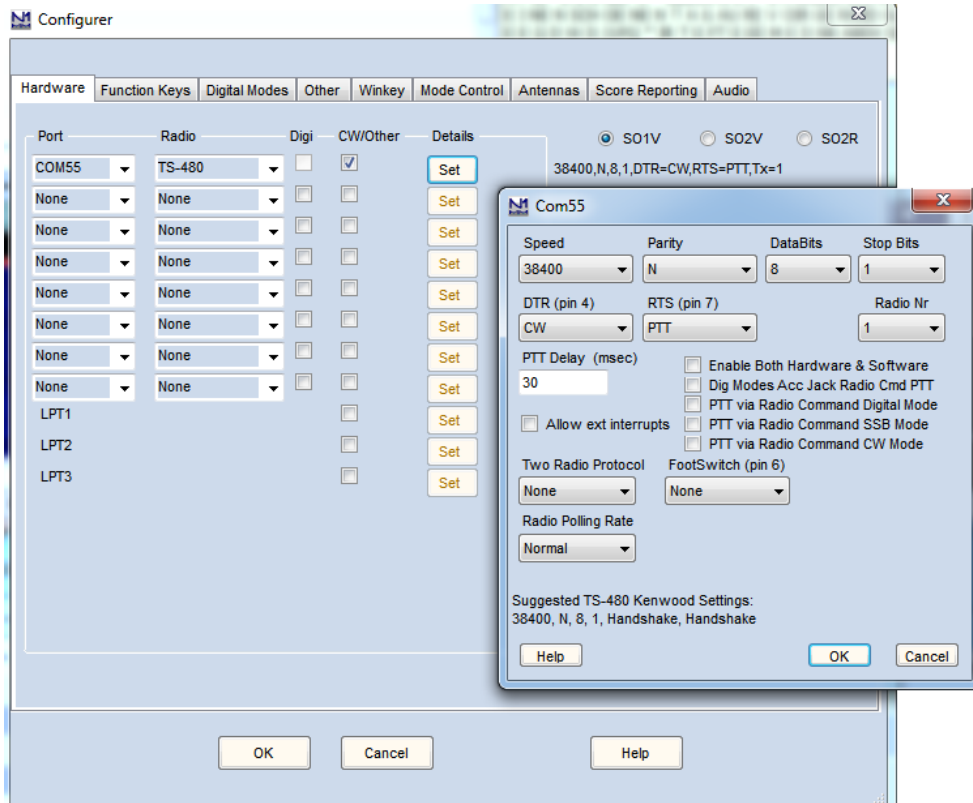 Configurer
Hardware Function Keys Digital Modes Other Winkey Mode Control Antennas Score Reporting Audio
Port Radio Digi CW/Other Details
SO1V SO2V SO2R
COM55 TS-480 Set
38400,N,8,1,DTR=CW,RTS=PTT,Tx=1
None None Set
None None Set
None None Set
None None Set
None None Set
None None Set
None None Set
LPT1 Set
LPT2 Set
LPT3 Set
OK Cancel Help
N1 Com55
Speed Parity DataBits Stop Bits
38400 N 8 1
DTR (pin 4) RTS (pin 7) Radio Nr
CW PTT 1
PTT Delay (msec)
30
Enable Both Hardware & Software
Dig Modes Acc Jack Radio Cmd PTT
PTT via Radio Command Digital Mode
Allow ext interrupts
PTT via Radio Command SSB Mode
PTT via Radio Command CW Mode
Two Radio Protocol FootSwitch (pin 6)
None None
Radio Polling Rate
Normal
Suggested TS-480 Kenwood Settings:
38400, N, 8, 1, Handshake, Handshake
Help OK Cancel